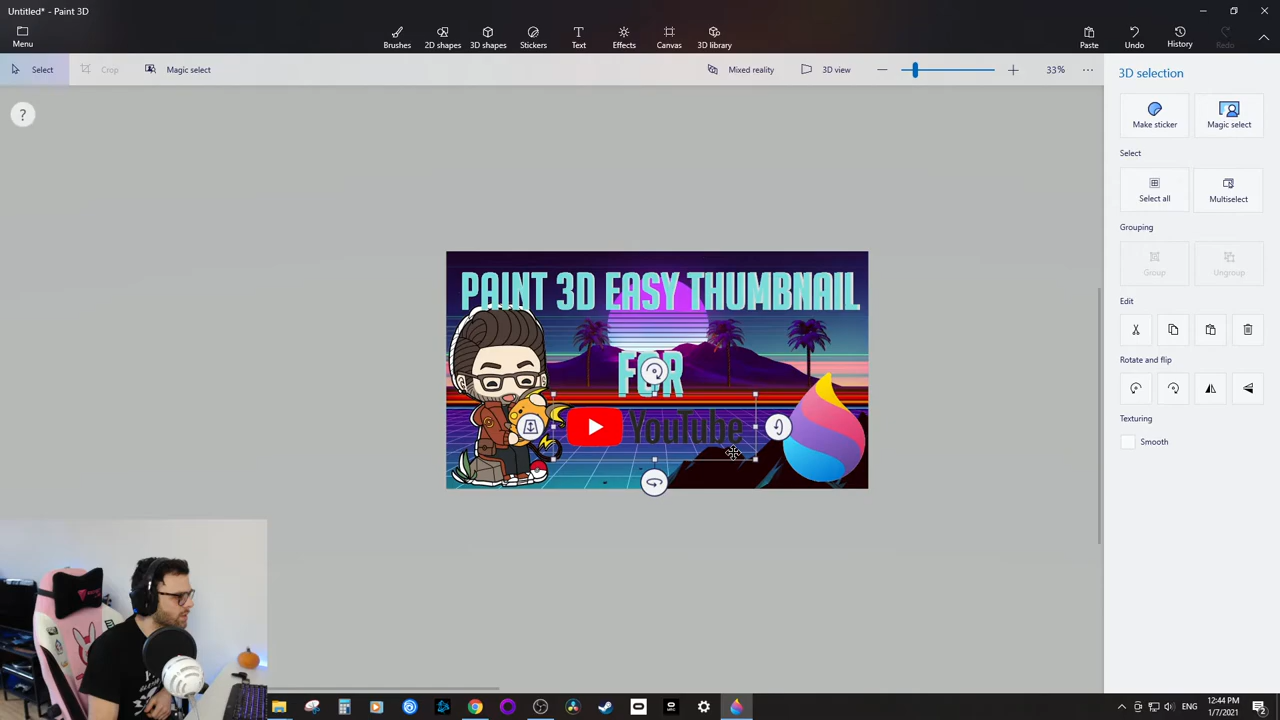 Untitled* - Paint 3D
Menu
Brushes
2D shapes
3D shapes
Stickers
Text
Effects
Canvas
3D library
Paste
Undo
History
Redo
Select
Crop
Magic select
Mixed reality
3D view
33%
?
3D selection
Make sticker
Magic select
Select
Select all
Multiselect
Grouping
Group
Ungroup
Edit
Rotate and flip
Texturing
Smooth
PAINT 3D EASY THUMBNAIL
FOR
YouTube
ENG
12:44 PM
1/7/2021
2